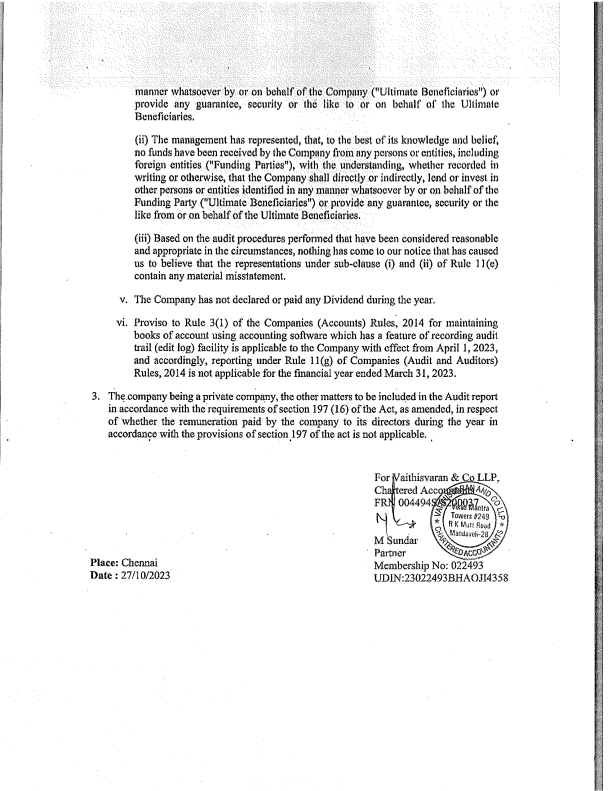 manner whatsoever by or on behalf of the Company ("Ultimate Beneficiaries") or
provide any guarantee, security or the like to or on behalf of the Ultimate
Beneficiaries.
(ii) The management has represented, that, to the best of its knowledge and belief,
no funds have been received by the Company from any persons or entities, including
foreign entities ("Funding Parties"), with the understanding, whether recorded in
writing or otherwise, that the Company shall directly or indirectly, lend or invest in
other persons or entities identified in any manner whatsoever by or on behalf of the
Funding Party ("Ultimate Beneficiaries") or provide any guarantee, security or the
like from or on behalf of the Ultimate Beneficiaries.
(iii) Based on the audit procedures performed that have been considered reasonable
and appropriate in the circumstances, nothing has come to our notice that has caused
us to believe that the representations under sub-clause (i) and (ii) of Rule 11(e)
contain any material misstatement.
v. The Company has not declared or paid any Dividend during the year.
vi. Proviso to Rule 3(1) of the Companies (Accounts) Rules, 2014 for maintaining
books of account using accounting software which has a feature of recording audit
trail (edit log) facility is applicable to the Company with effect from April 1, 2023,
and accordingly, reporting under Rule 11(g) of Companies (Audit and Auditors)
Rules, 2014 is not applicable for the financial year ended March 31, 2023.
3. The company being a private company, the other matters to be included in the Audit report
in accordance with the requirements of section 197 (16) of the Act, as amended, in respect
of whether the remuneration paid by the company to its directors during the year in
accordance with the provisions of section 197 of the act is not applicable.
For Vaithisvaran & Co LLP,
Chartered Accountants
FRN 004494S/S200037
Mantra
Towers #249
R K Mutt Road
Mandaveli-28
CHARTERED ACCOUNTANTS
M Sundar
Partner
Membership No: 022493
UDIN:23022493BHAOJI4358
Place: Chennai
Date : 27/10/2023